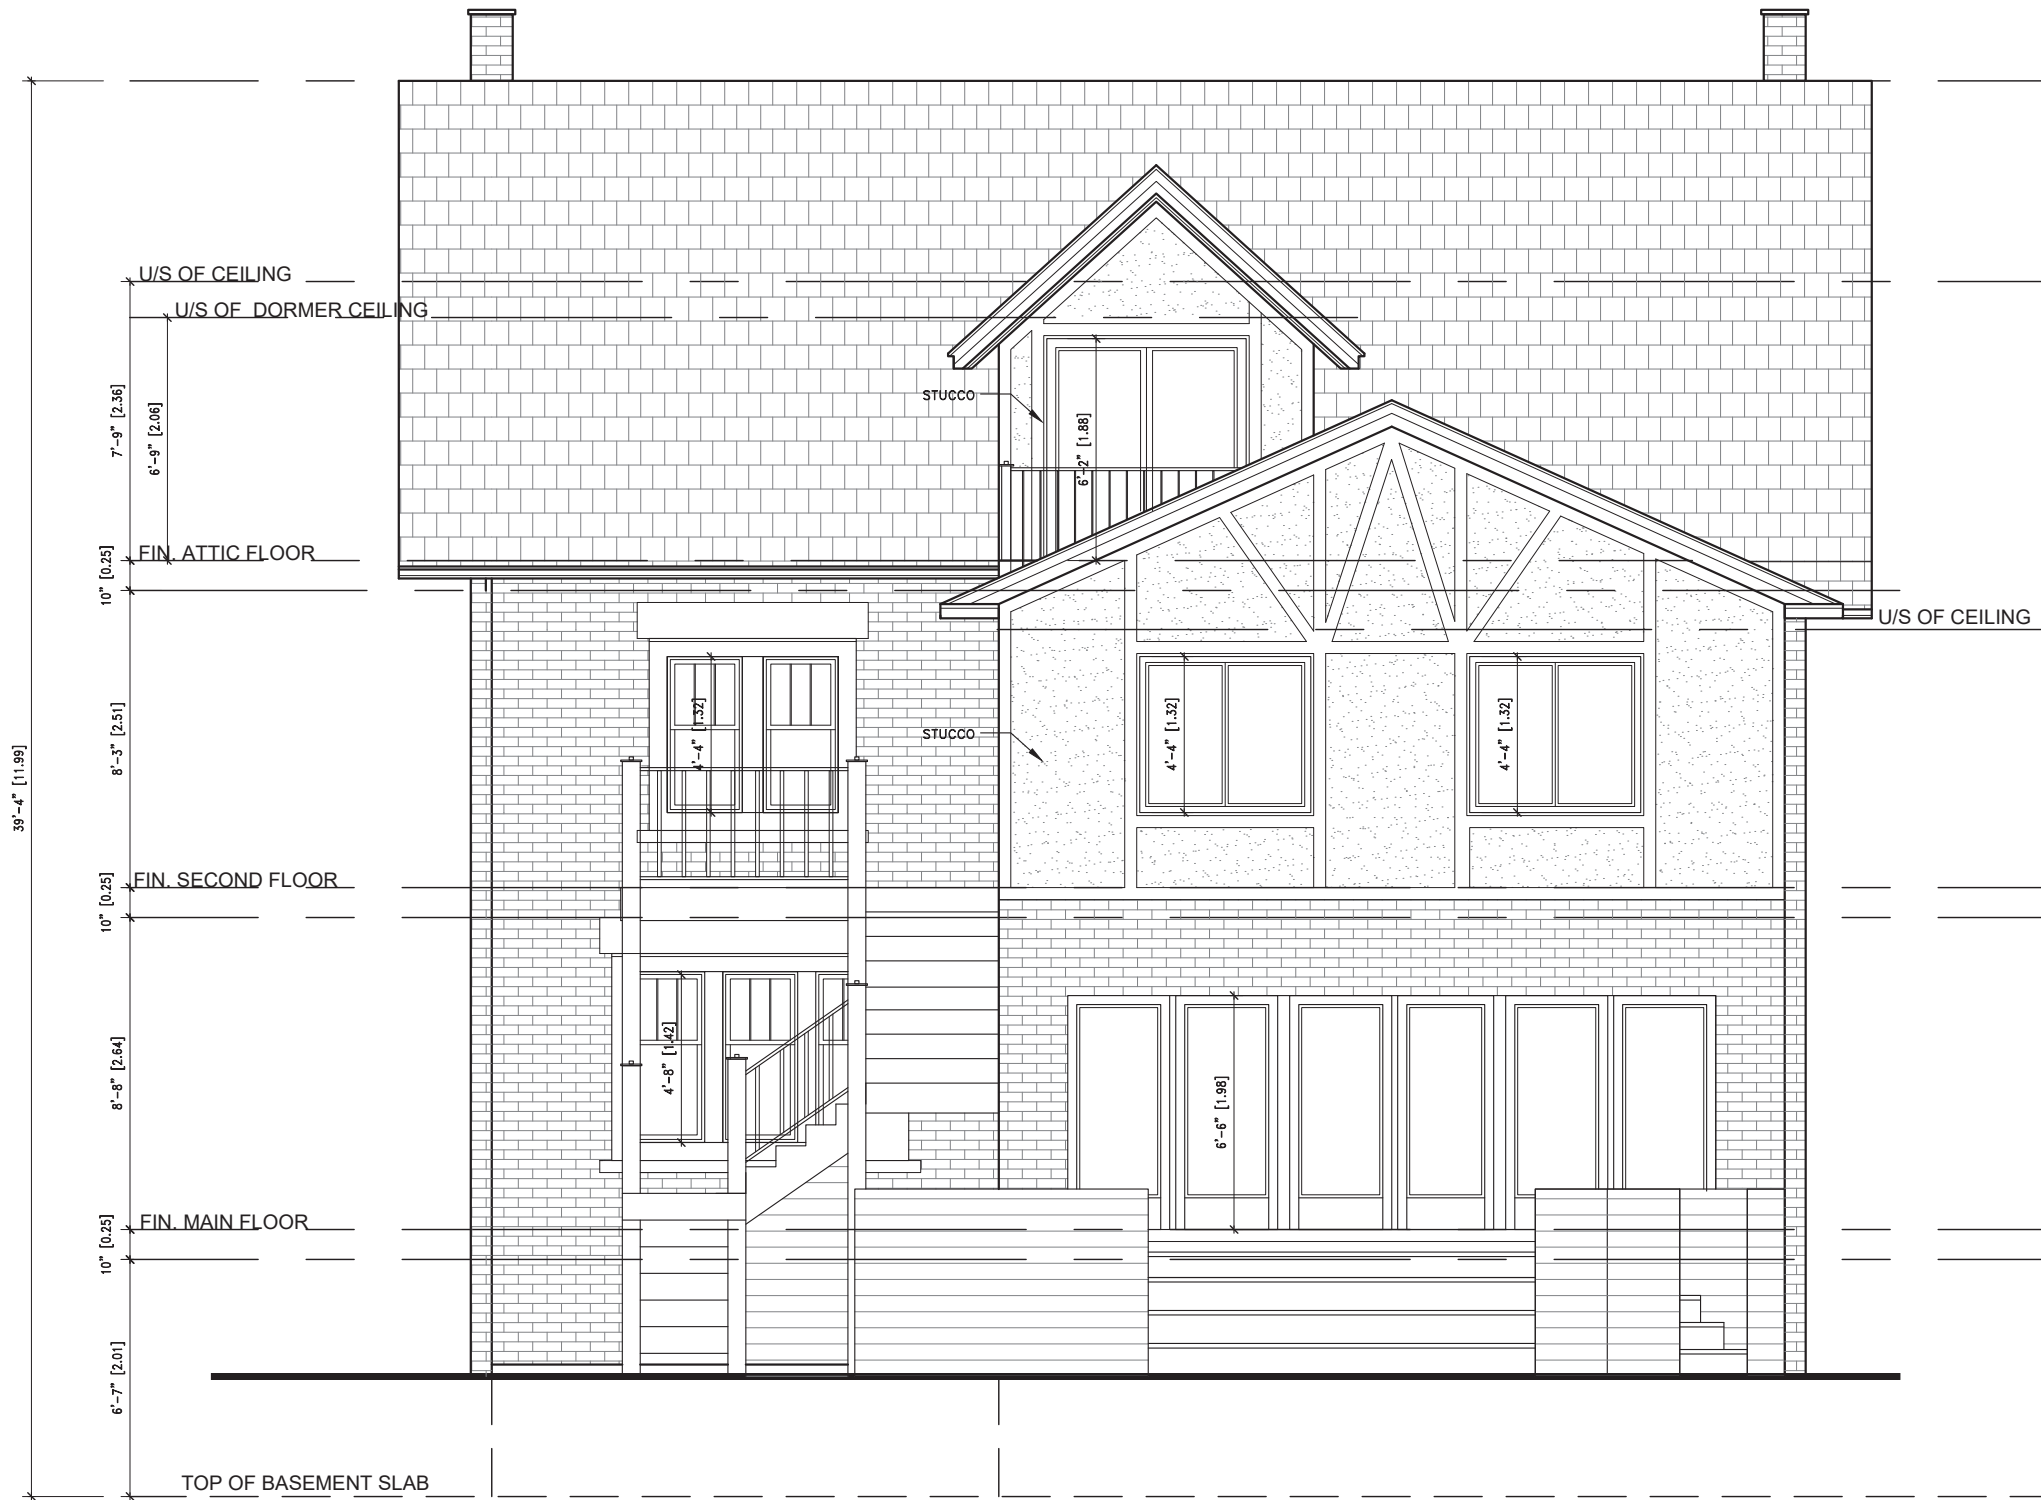 U/S OF CEILING
U/S OF DORMER CEILING
7'-9" [2.36]
6'-9" [2.06]
STUCCO
6'-2" [1.88]
FIN. ATTIC FLOOR
10" [0.25]
U/S OF CEILING
39'-4" [11.99]
8'-3" [2.51]
4'-4" [1.32]
STUCCO
4'-4" [1.32]
4'-4" [1.32]
FIN. SECOND FLOOR
10" [0.25]
8'-8" [2.64]
4'-8" [1.42]
6'-6" [1.98]
FIN. MAIN FLOOR
10" [0.25]
6'-7" [2.01]
TOP OF BASEMENT SLAB